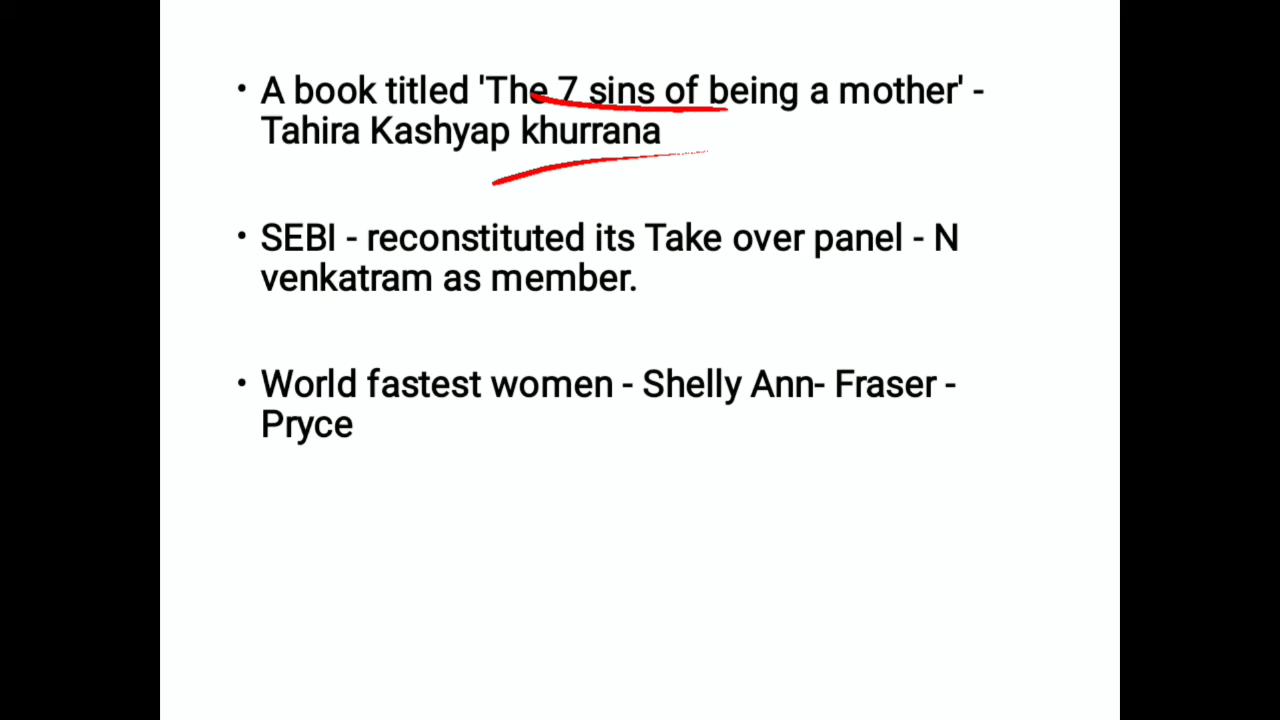 • A book titled 'The 7 sins of being a mother' -
Tahira Kashyap khurrana
• SEBI - reconstituted its Take over panel - N
venkatram as member.
• World fastest women - Shelly Ann- Fraser -
Pryce